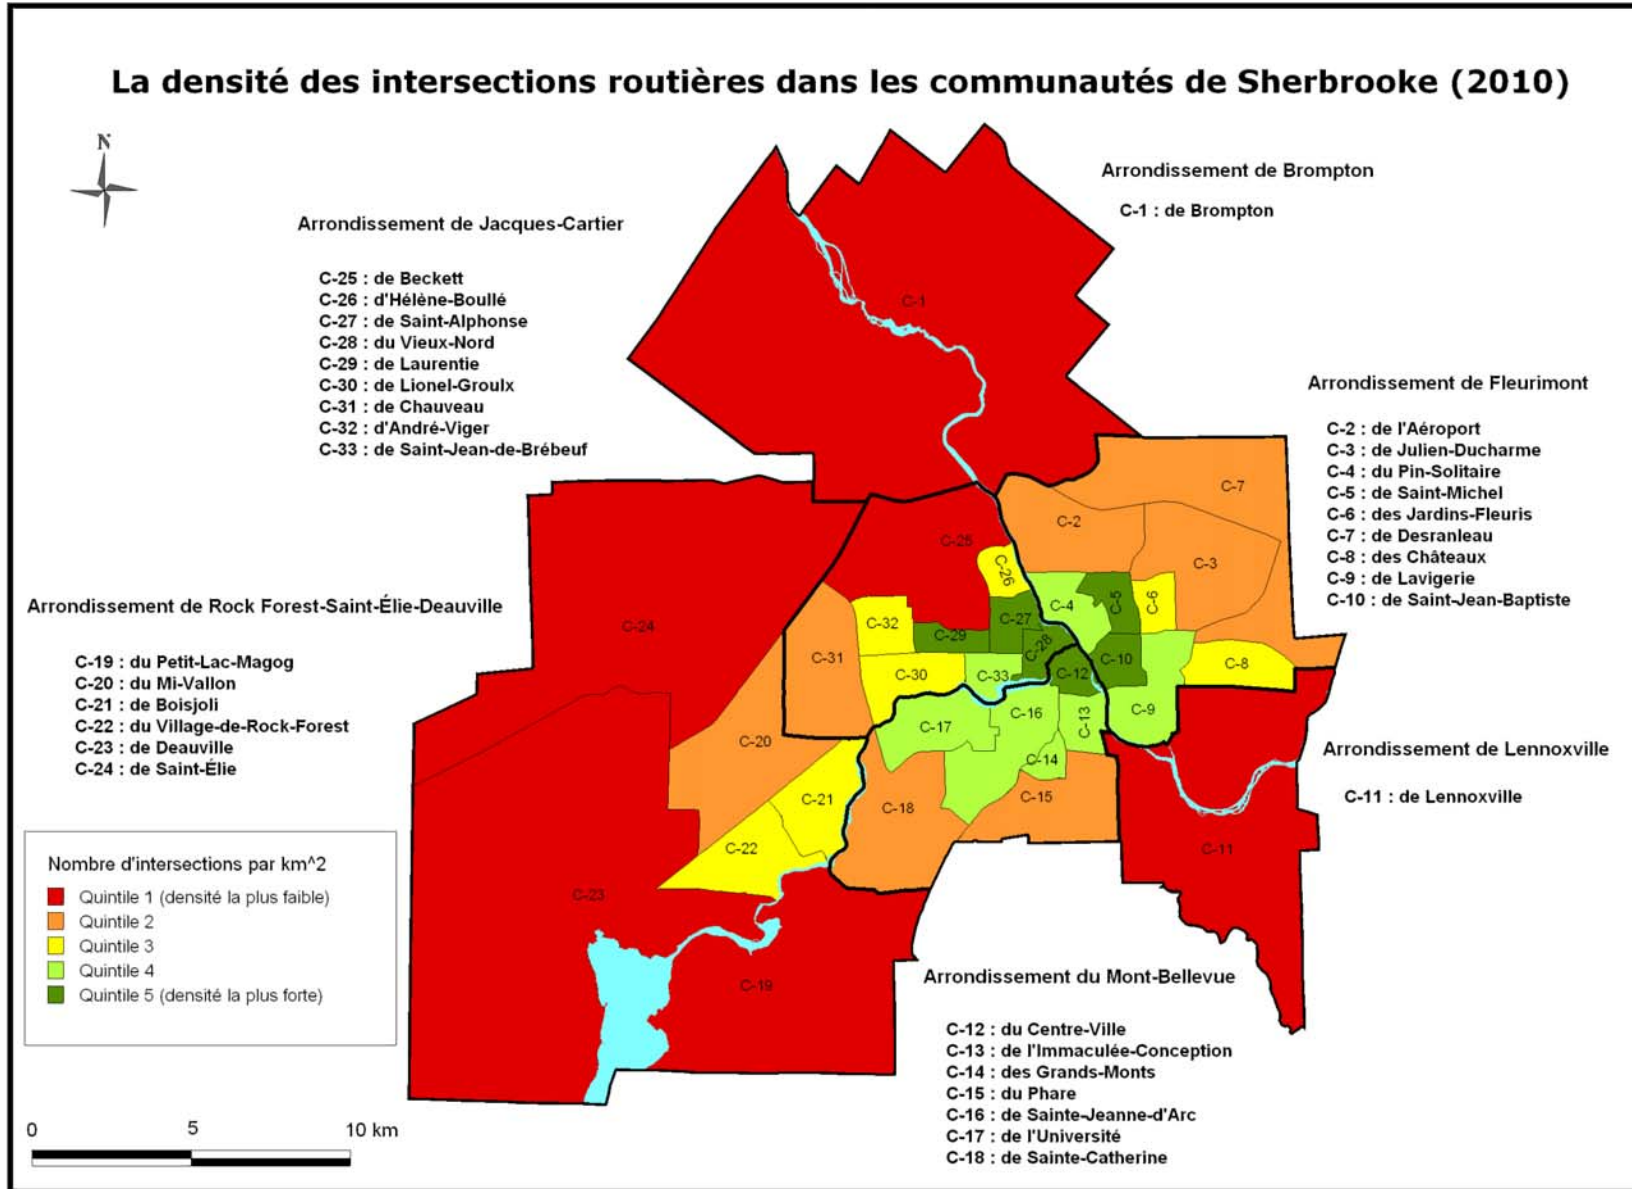 La densité des intersections routières dans les communautés de Sherbrooke (2010)
N
Arrondissement de Brompton
C-1 : de Brompton
Arrondissement de Jacques-Cartier
C-25 : de Beckett
C-26 : d'Hélène-Boullé
C-27 : de Saint-Alphonse
C-28 : du Vieux-Nord
C-29 : de Laurentie
C-30 : de Lionel-Groulx
C-31 : de Chauveau
C-32 : d'André-Viger
C-33 : de Saint-Jean-de-Brébeuf
Arrondissement de Fleurimont
C-2 : de l'Aéroport
C-3 : de Julien-Ducharme
C-4 : du Pin-Solitaire
C-5 : de Saint-Michel
C-6 : des Jardins-Fleuris
C-7 : de Desranleau
C-8 : des Châteaux
C-9 : de Lavigerie
C-10 : de Saint-Jean-Baptiste
Arrondissement de Rock Forest-Saint-Élie-Deauville
C-19 : du Petit-Lac-Magog
C-20 : du Mi-Vallon
C-21 : de Boisjoli
C-22 : du Village-de-Rock-Forest
C-23 : de Deauville
C-24 : de Saint-Élie
Arrondissement de Lennoxville
C-11 : de Lennoxville
C-1
C-7
C-2
C-25
C-3
C-26
C-4
C-5
C-6
C-27
C-32
C-24
C-29
C-28
C-10
C-31
C-8
C-30
C-33
C-12
C-9
C-16
C-13
C-17
C-20
C-14
C-15
C-21
C-18
C-22
C-11
C-23
C-19
Nombre d'intersections par km^2
Quintile 1 (densité la plus faible)
Quintile 2
Quintile 3
Quintile 4
Quintile 5 (densité la plus forte)
Arrondissement du Mont-Bellevue
C-12 : du Centre-Ville
C-13 : de l'Immaculée-Conception
C-14 : des Grands-Monts
C-15 : du Phare
C-16 : de Sainte-Jeanne-d'Arc
C-17 : de l'Université
C-18 : de Sainte-Catherine
0 5 10 km